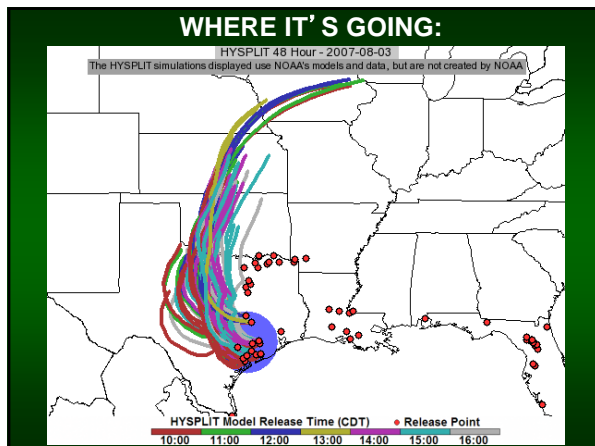 WHERE IT'S GOING:
HYSPLIT 48 Hour - 2007-08-03
The HYSPLIT simulations displayed use NOAA's models and data, but are not created by NOAA
HYSPLIT Model Release Time (CDT) Release Point
10:00 11:00 12:00 13:00 14:00 15:00 16:00